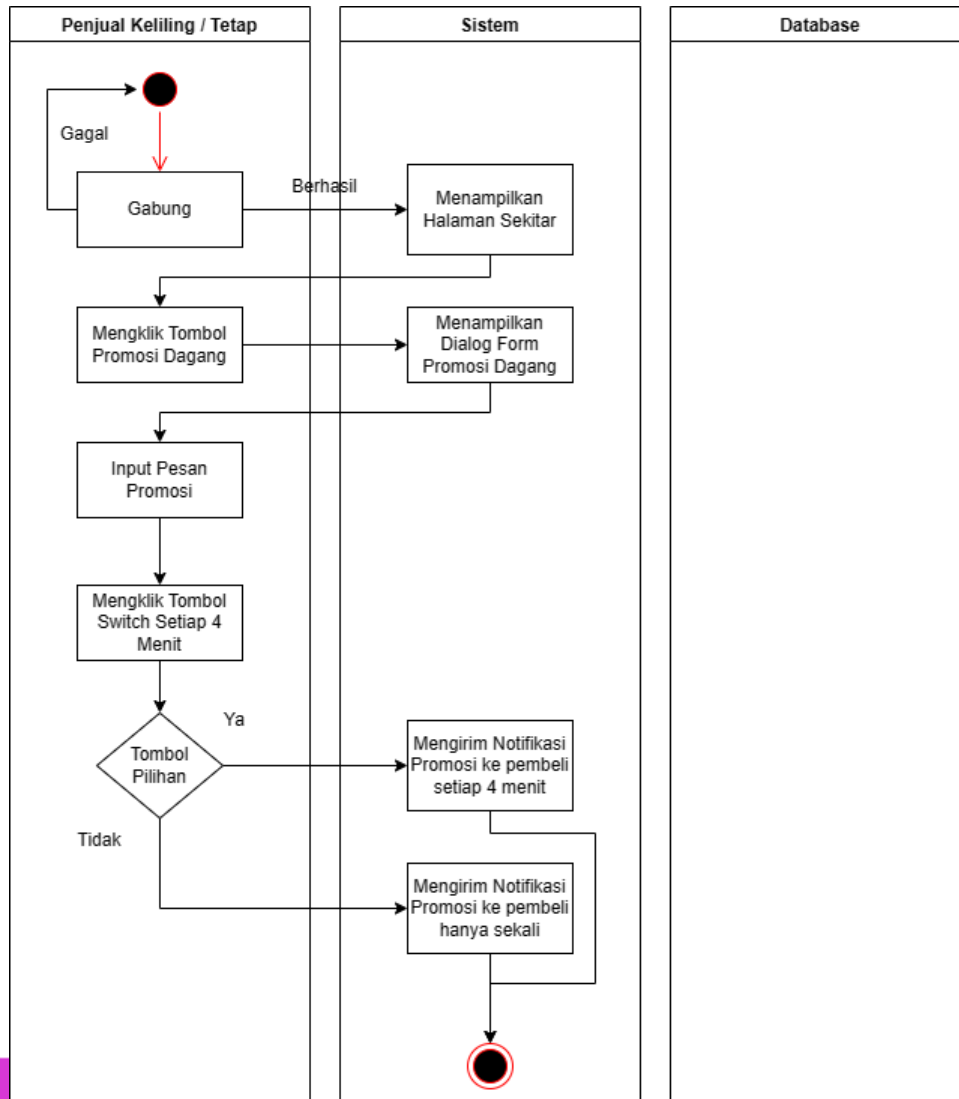 Penjual Keliling / Tetap
Sistem
Database
Gagal
Gabung
Berhasil
Menampilkan
Halaman Sekitar
Mengklik Tombol
Promosi Dagang
Menampilkan
Dialog Form
Promosi Dagang
Input Pesan
Promosi
Mengklik Tombol
Switch Setiap 4
Menit
Tombol
Pilihan
Ya
Mengirim Notifikasi
Promosi ke pembeli
setiap 4 menit
Tidak
Mengirim Notifikasi
Promosi ke pembeli
hanya sekali